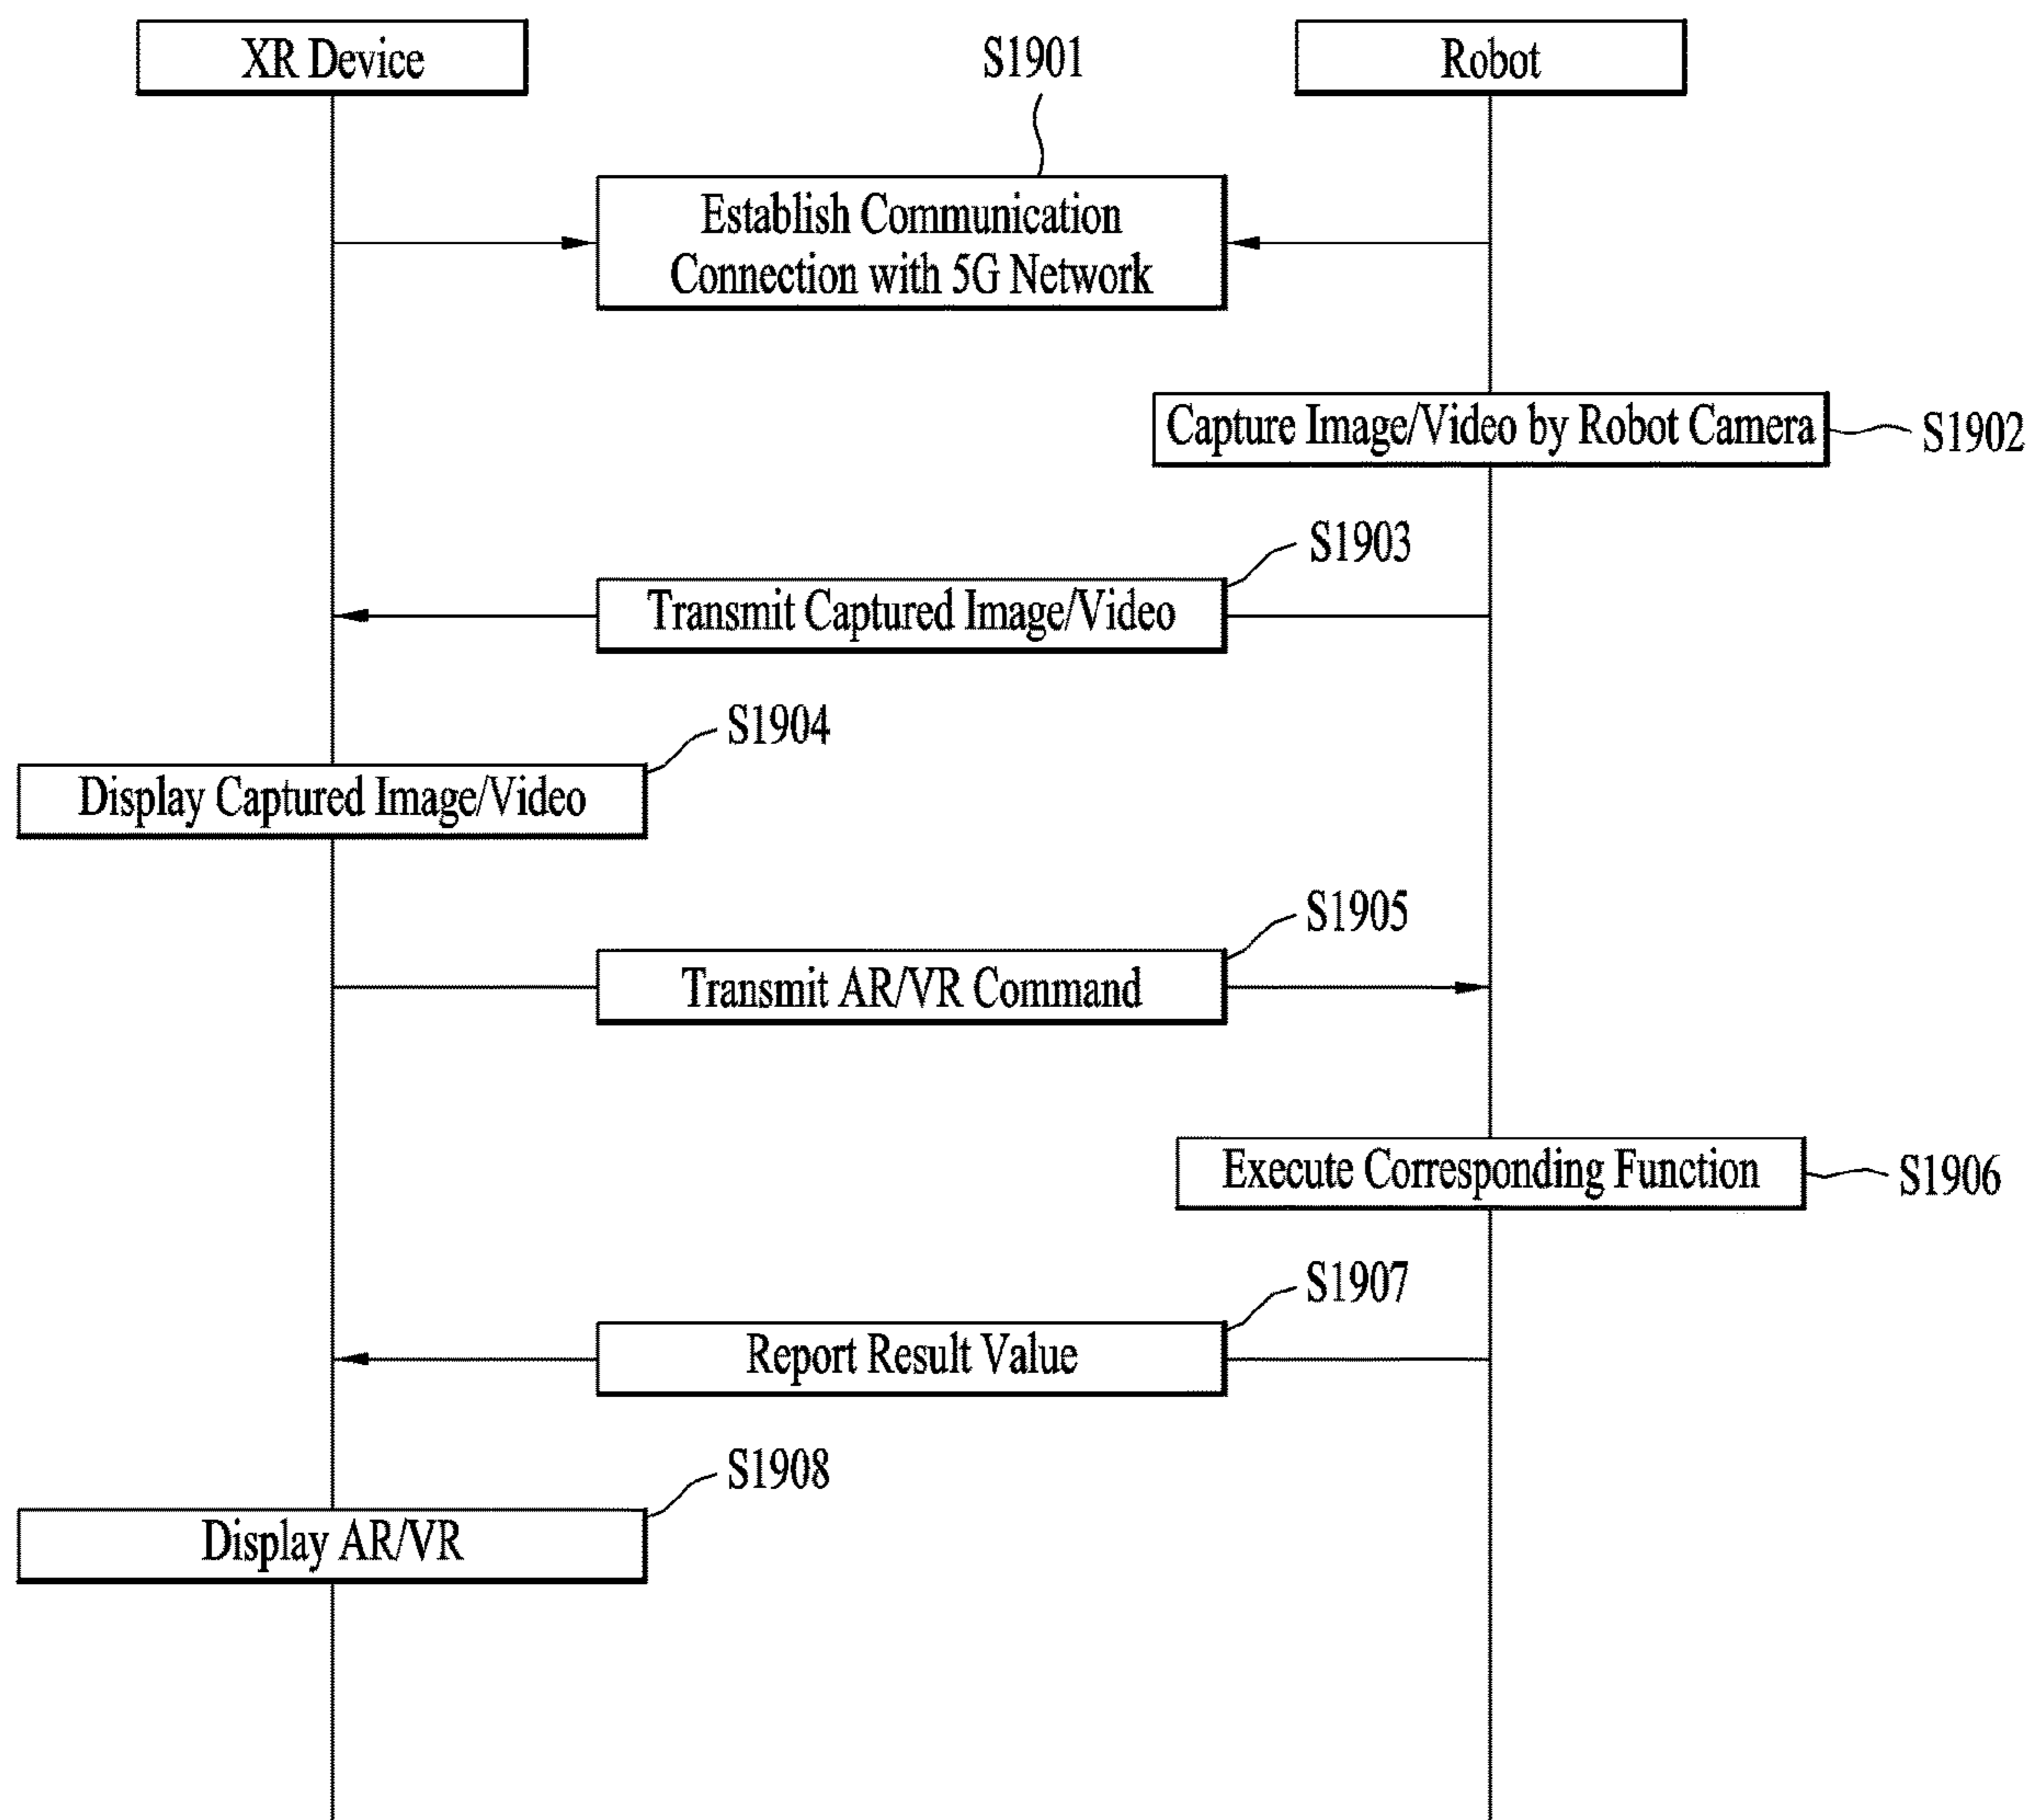 XR Device
Robot
S1901
Establish Communication
Connection with 5G Network
Capture Image/Video by Robot Camera
S1902
S1903
Transmit Captured Image/Video
S1904
Display Captured Image/Video
S1905
Transmit AR/VR Command
Execute Corresponding Function
S1906
S1907
Report Result Value
S1908
Display AR/VR